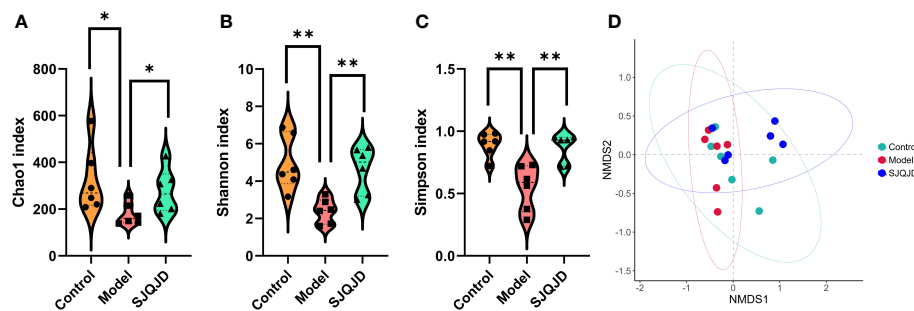 A
*
*
Chao1 index
800
600
400
200
0
Control
Model
SJQJD
B
**
**
Shannon index
10
8
6
4
2
0
Control
Model
SJQJD
C
**
**
Simpson index
1.5
1.0
0.5
0.0
Control
Model
SJQJD
D
NMDS2
1.0
0.5
0.0
-0.5
-1.0
-1.5
-2
-1
0
1
2
NMDS1
Contro
Model
SJQJD